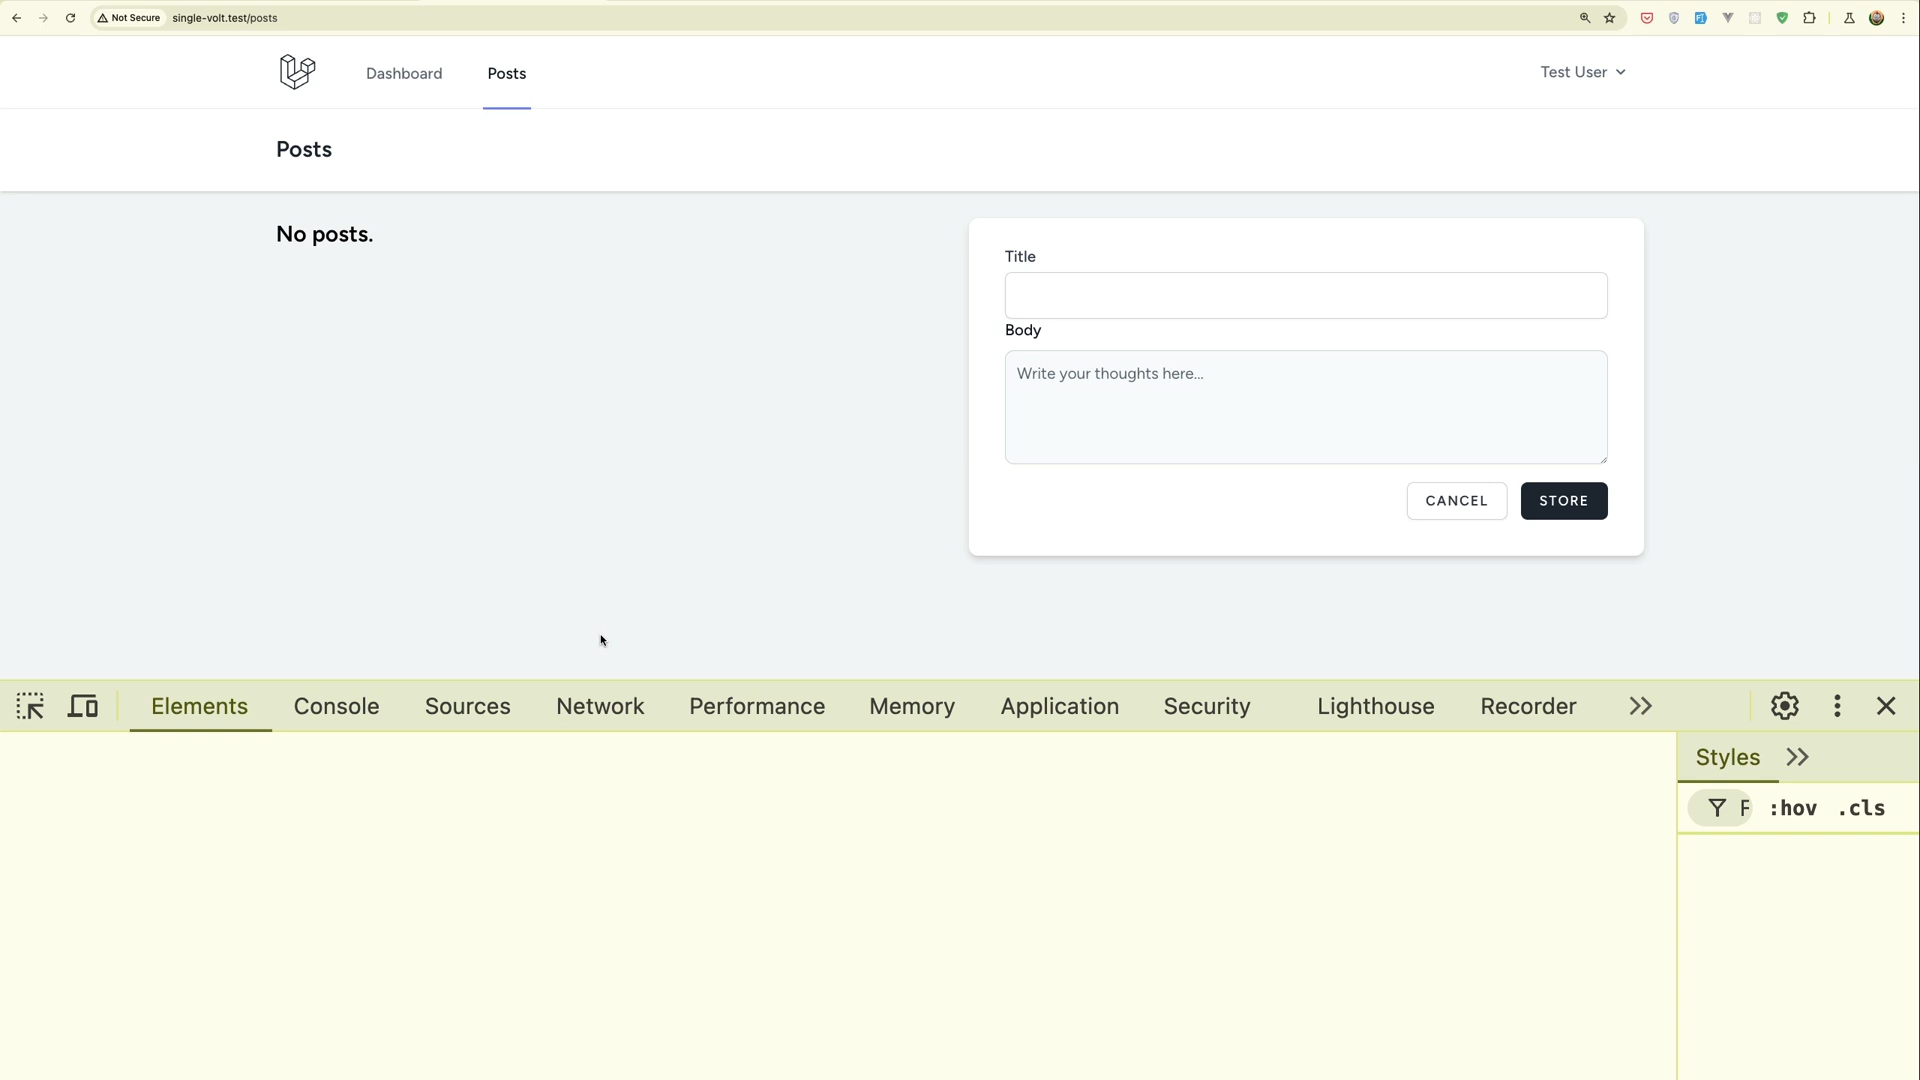 Not Secure single-volt.test/posts
Dashboard Posts Test User
Posts
No posts.
Title
Body
Write your thoughts here...
CANCEL STORE
Elements Console Sources Network Performance Memory Application Security Lighthouse Recorder
Styles
F :hov .cls